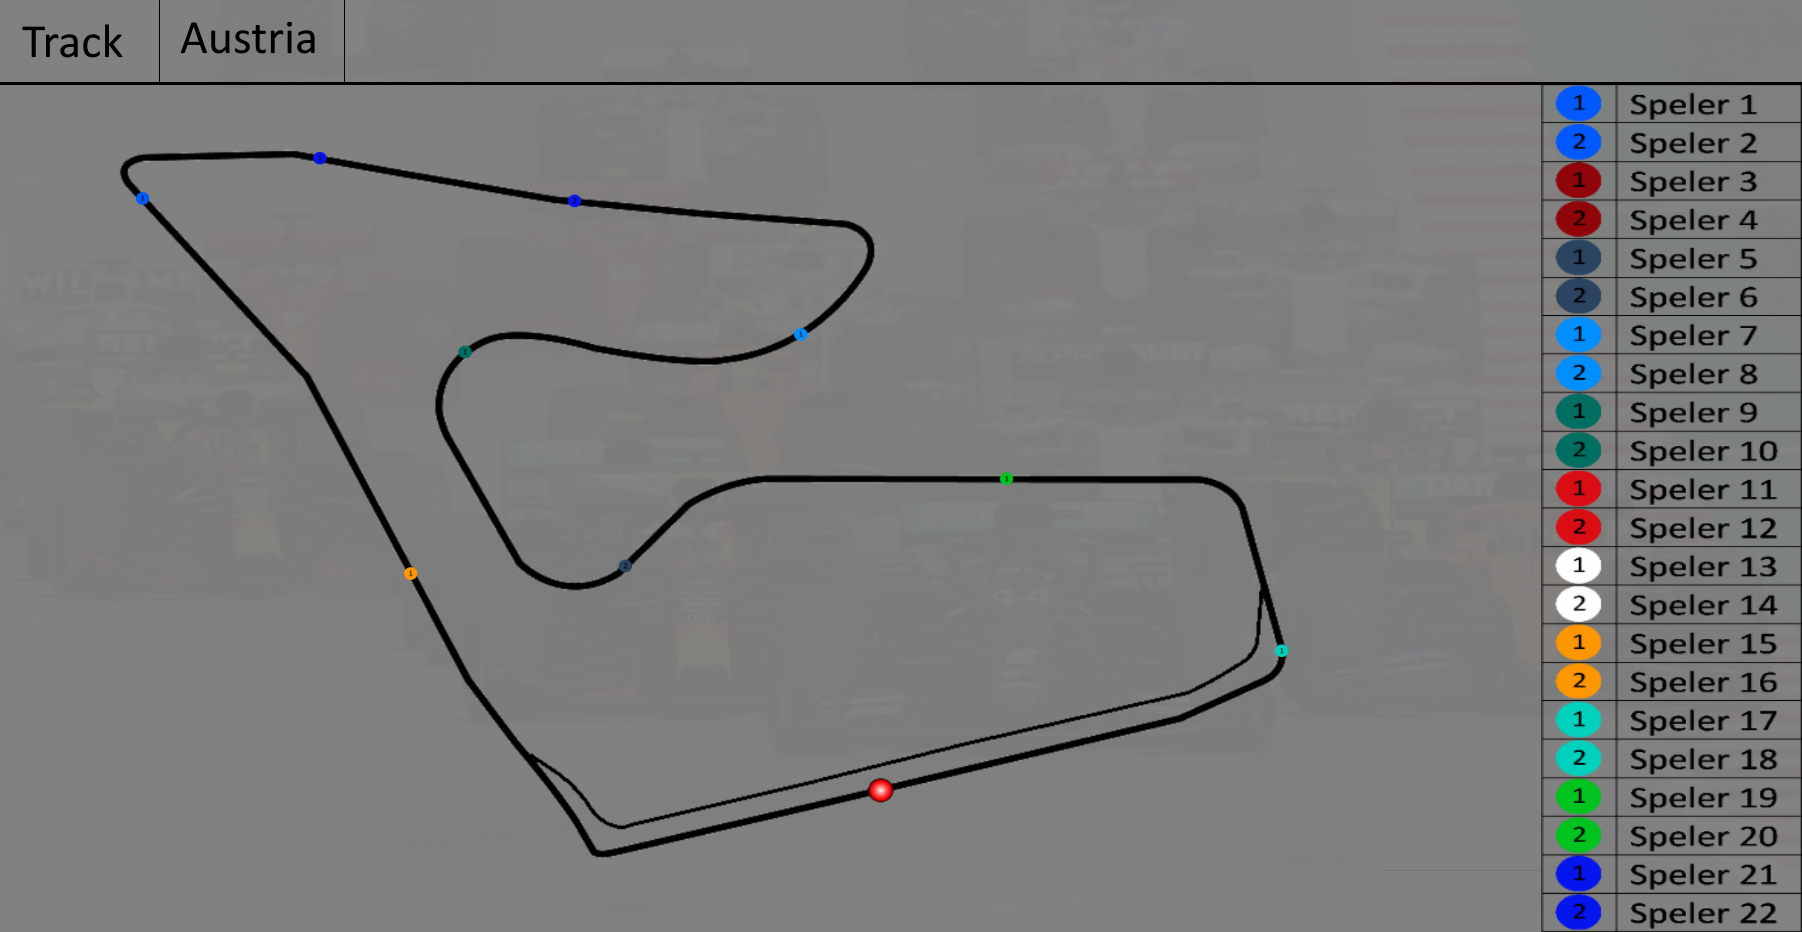 Track Austria
1 Speler 1
2 Speler 2
1 Speler 3
2 Speler 4
1 Speler 5
2 Speler 6
1 Speler 7
2 Speler 8
1 Speler 9
2 Speler 10
1 Speler 11
2 Speler 12
1 Speler 13
2 Speler 14
1 Speler 15
2 Speler 16
1 Speler 17
2 Speler 18
1 Speler 19
2 Speler 20
1 Speler 21
2 Speler 22